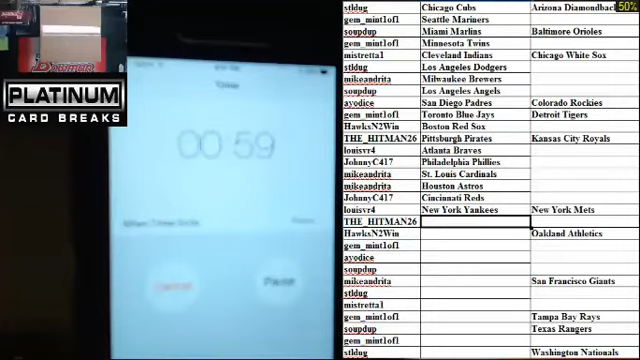 PLATINUM
CARD BREAKS
Timer
00:59
When Timer Ends
Cancel
Pause
50%
stldug Chicago Cubs Arizona Diamondbac
gem_mint1of1 Seattle Mariners
soupdup Miami Marlins Baltimore Orioles
gem_mint1of1 Minnesota Twins
mistretta1 Cleveland Indians Chicago White Sox
stldug Los Angeles Dodgers
mikeandrita Milwaukee Brewers
soupdup Los Angeles Angels
ayodice San Diego Padres Colorado Rockies
gem_mint1of1 Toronto Blue Jays Detroit Tigers
HawksN2Win Boston Red Sox
THE_HITMAN26 Pittsburgh Pirates Kansas City Royals
louisvr4 Atlanta Braves
JohnnyC417 Philadelphia Phillies
mikeandrita St. Louis Cardinals
mikeandrita Houston Astros
JohnnyC417 Cincinnati Reds
louisvr4 New York Yankees New York Mets
THE_HITMAN26
HawksN2Win Oakland Athletics
gem_mint1of1
ayodice
soupdup
mikeandrita San Francisco Giants
stldug
mistretta1
gem_mint1of1 Tampa Bay Rays
soupdup Texas Rangers
gem_mint1of1
stldug Washington Nationals